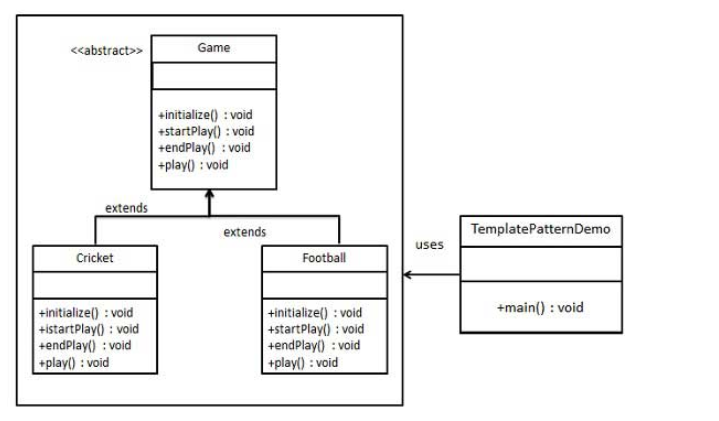 <<abstract>>
Game
+initialize() : void
+startPlay() : void
+endPlay() : void
+play() : void
extends
extends
Cricket
+initialize() : void
+istartPlay() : void
+endPlay() : void
+play() : void
Football
+initialize() : void
+startPlay() : void
+endPlay() : void
+play() : void
uses
TemplatePatternDemo
+main() : void